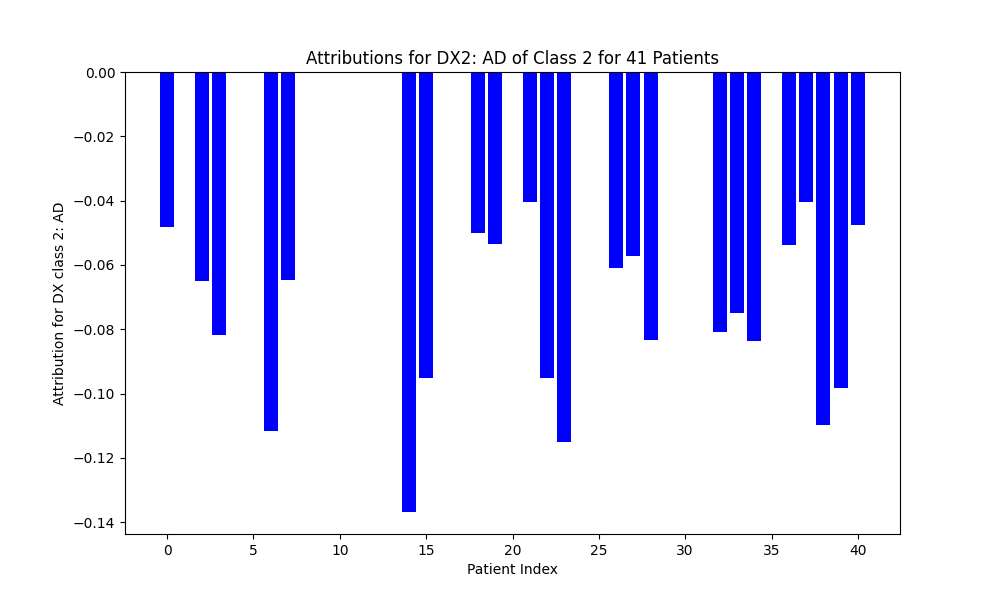 Attributions for DX2: AD of Class 2 for 41 Patients
Attribution for DX class 2: AD
0.00
−0.02
−0.04
−0.06
−0.08
−0.10
−0.12
−0.14
0 5 10 15 20 25 30 35 40
Patient Index